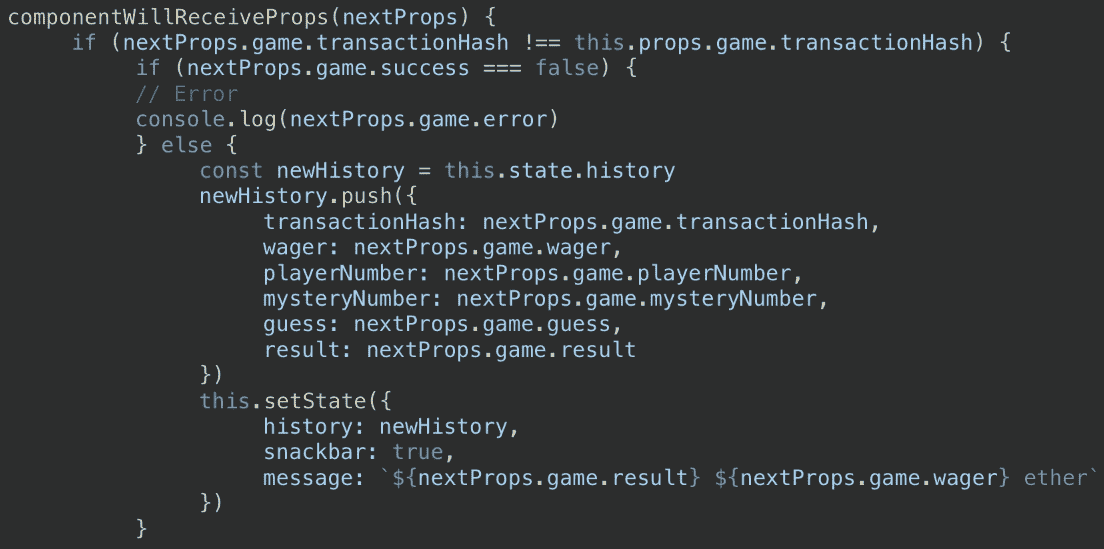 componentWillReceiveProps(nextProps) {
     if (nextProps.game.transactionHash !== this.props.game.transactionHash) {
          if (nextProps.game.success === false) {
          // Error
          console.log(nextProps.game.error)
          } else {
               const newHistory = this.state.history
               newHistory.push({
                    transactionHash: nextProps.game.transactionHash,
                    wager: nextProps.game.wager,
                    playerNumber: nextProps.game.playerNumber,
                    mysteryNumber: nextProps.game.mysteryNumber,
                    guess: nextProps.game.guess,
                    result: nextProps.game.result
               })
               this.setState({
                    history: newHistory,
                    snackbar: true,
                    message: `${nextProps.game.result} ${nextProps.game.wager} ether`
               })
          }